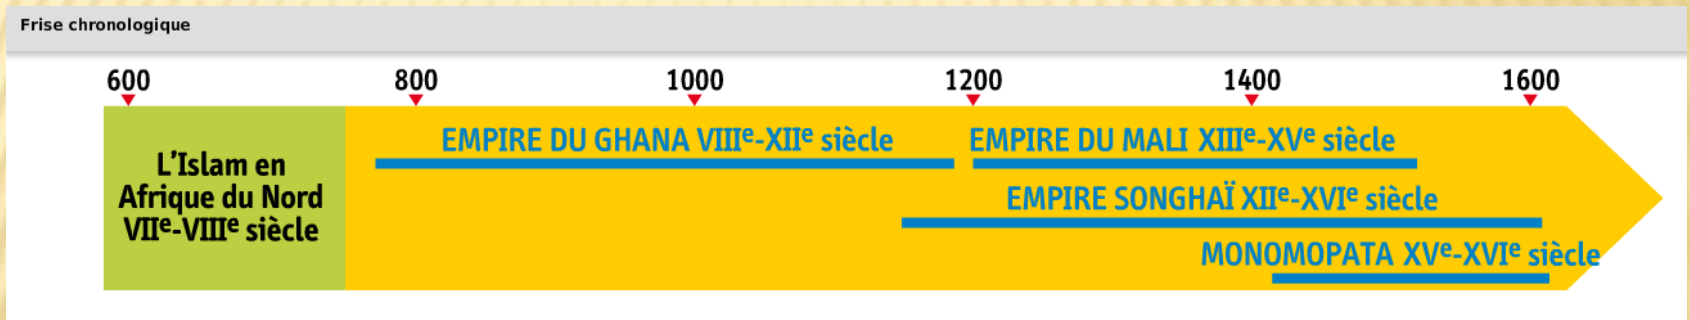 Frise chronologique
600 800 1000 1200 1400 1600
L’Islam en
Afrique du Nord
VIIe-VIIIe siècle
EMPIRE DU GHANA VIIIe-XIIe siècle
EMPIRE DU MALI XIIIe-XVe siècle
EMPIRE SONGHAÏ XIIe-XVIe siècle
MONOMOPATA XVe-XVIe siècle